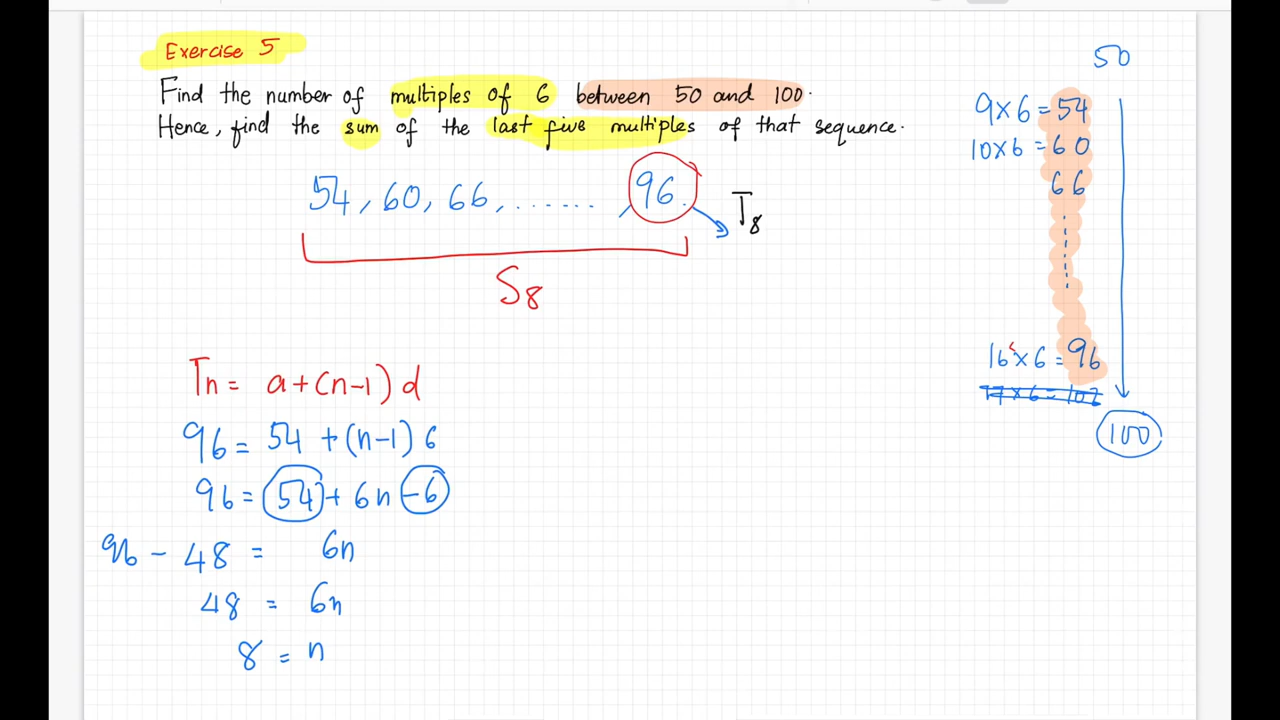 Exercise 5
Find the number of multiples of 6 between 50 and 100.
Hence, find the sum of the last five multiples of that sequence.
54, 60, 66, ......., 96.
T8
S8
Tn = a+(n-1) d
96 = 54 +(n-1) 6
96 = 54 + 6n -6
96 - 48 = 6n
48 = 6n
8 = n
50
9×6=54
10×6=60
66
16×6=96
17×6=102
100